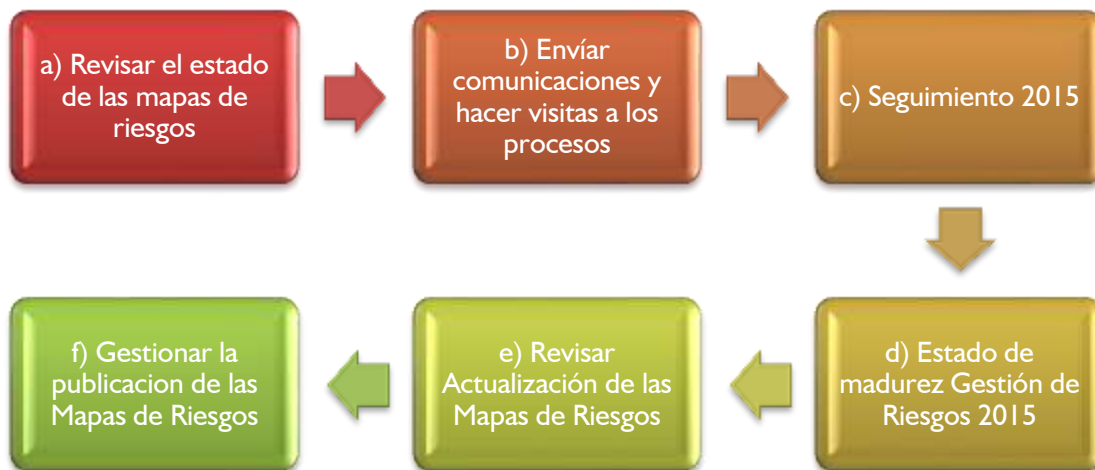 a) Revisar el estado
de las mapas de
riesgos
b) Envíar
comunicaciones y
hacer visitas a los
procesos
c) Seguimiento 2015
d) Estado de
madurez Gestión de
Riesgos 2015
e) Revisar
Actualización de las
Mapas de Riesgos
f) Gestionar la
publicacion de las
Mapas de Riesgos